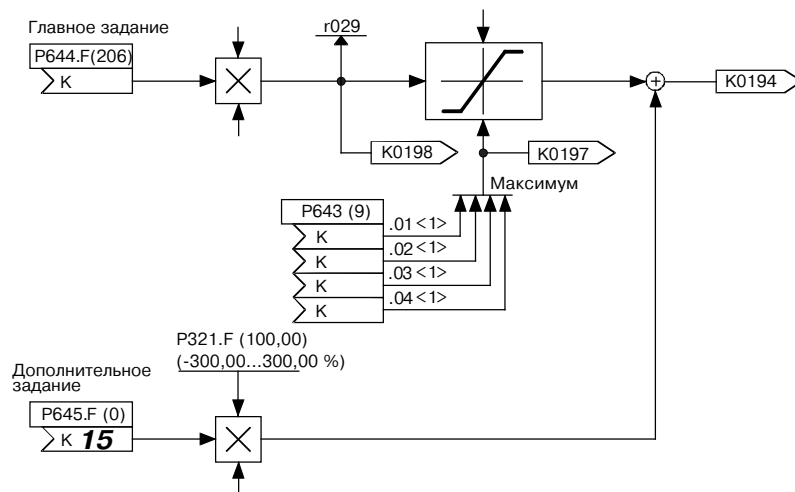 Главное задание
r029
P644.F(206)
K
K0194
K0198
K0197
Максимум
P643 (9)
K
.01<1>
K
.02<1>
K
.03<1>
K
.04<1>
P321.F (100,00)
(-300,00...300,00 %)
Дополнительное
задание
P645.F (0)
K 15